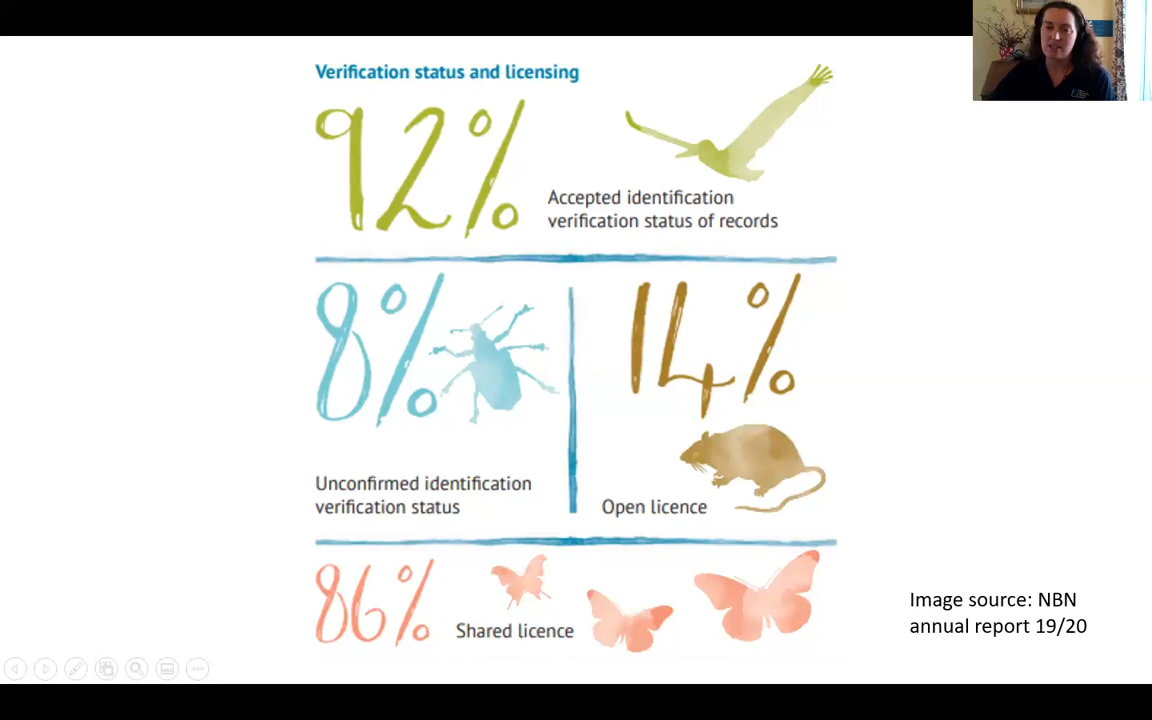 Verification status and licensing
92%
Accepted identification
verification status of records
8%
Unconfirmed identification
verification status
14%
Open licence
86%
Shared licence
Image source: NBN
annual report 19/20